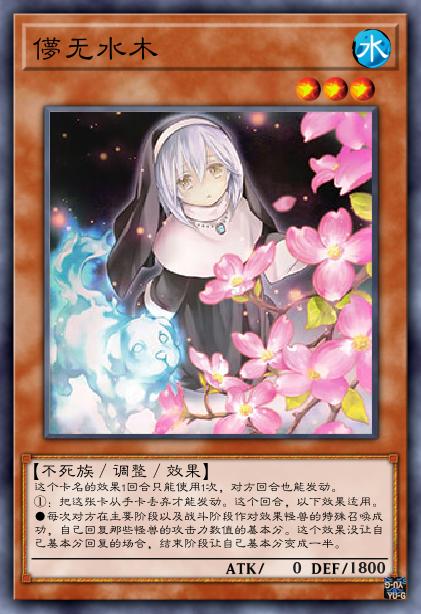 儚无水木
水
【不死族／调整／效果】
这个卡名的效果1回合只能使用1次，对方回合也能发动。
①：把这张卡从手卡丢弃才能发动。这个回合，以下效果适用。
●每次对方在主要阶段以及战斗阶段作对效果怪兽的特殊召唤成
功，自己回复那些怪兽的攻击力数值的基本分。这个效果没让自
己基本分回复的场合，结束阶段让自己基本分变成一半。
ATK/ 0 DEF/1800